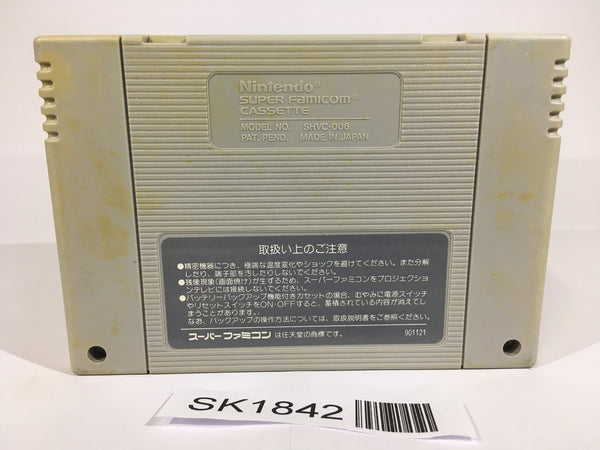 Nintendo®
SUPER Famicom®
CASSETTE
MODEL NO. SHVC-006
PAT. PEND. MADE IN JAPAN
取扱い上のご注意
●精密機器につき、極端な温度変化やショックを避けてください。また分解
したり、端子部を汚したりしないでください。
●残像現象(画面焼け)が生ずるため、スーパーファミコンをプロジェクショ
ンテレビには接続しないでください。
●バッテリーバックアップ機能付きカセットの場合、むやみに電源スイッチ
やリセットスイッチをON・OFFすると、蓄積されている内容が消えてし
まうことがあります。
なお、バックアップの操作方法については、取扱説明書をご参照ください。
スーパーファミコン は任天堂の商標です。 901121
SK1842